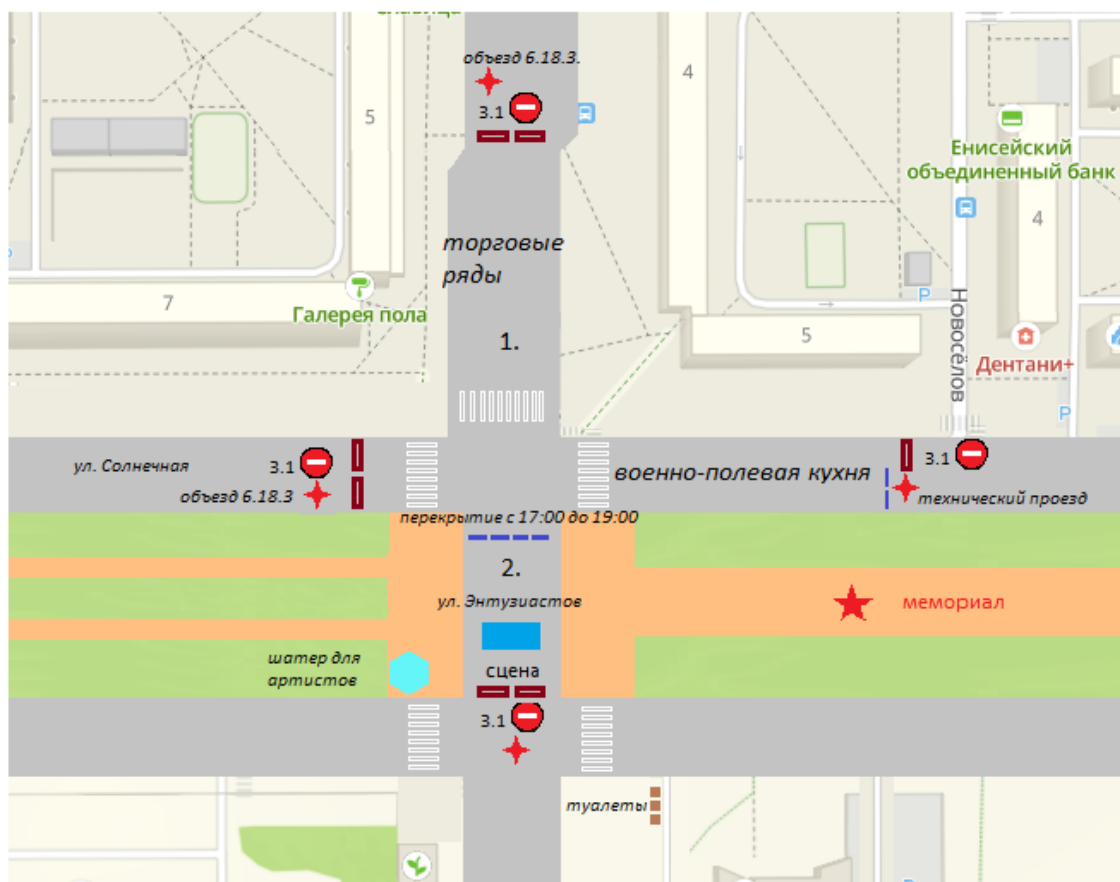 объезд 6.18.3.
3.1
5
4
Енисейский
объединенный банк
4
торговые
ряды
7
Галерея пола
5
P
Новосёлов
Дентани+
P
1.
ул. Солнечная
3.1
объезд 6.18.3
военно-полевая кухня
3.1
технический проезд
перекрытие с 17:00 до 19:00
2.
ул. Энтузиастов
мемориал
шатер для
артистов
сцена
3.1
туалеты